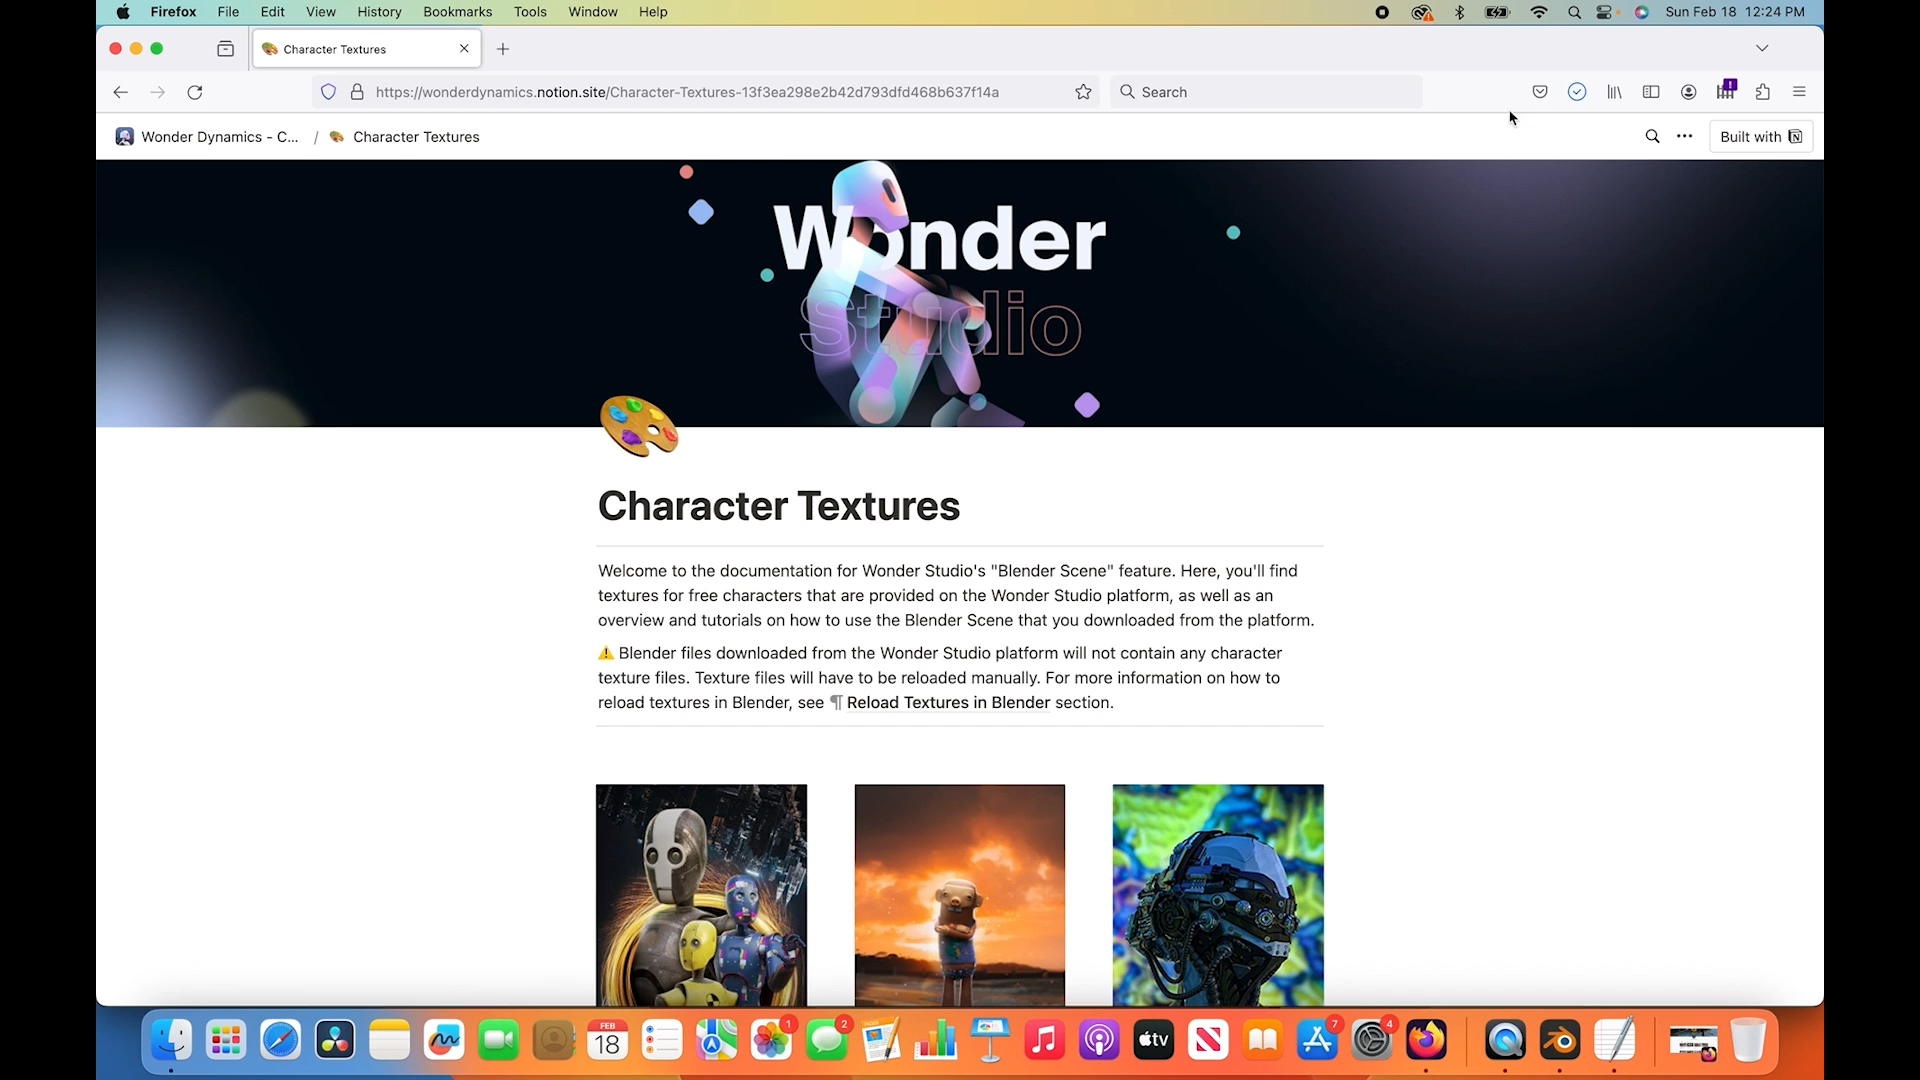 Firefox File Edit View History Bookmarks Tools Window Help Sun Feb 18 12:24 PM
Character Textures
https://wonderdynamics.notion.site/Character-Textures-13f3ea298e2b42d793dfd468b637f14a
Search
Wonder Dynamics - C... / Character Textures
Built with
Wonder
Studio
Character Textures
Welcome to the documentation for Wonder Studio's "Blender Scene" feature. Here, you'll find
textures for free characters that are provided on the Wonder Studio platform, as well as an
overview and tutorials on how to use the Blender Scene that you downloaded from the platform.
⚠️ Blender files downloaded from the Wonder Studio platform will not contain any character
texture files. Texture files will have to be reloaded manually. For more information on how to
reload textures in Blender, see ¶ Reload Textures in Blender section.
FEB
18
1
2
tv
7
4